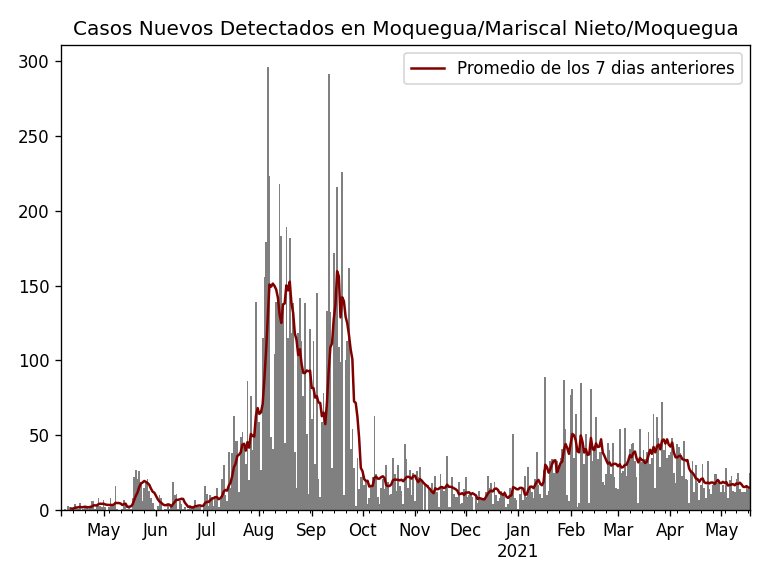 Casos Nuevos Detectados en Moquegua/Mariscal Nieto/Moquegua
Promedio de los 7 dias anteriores
300
250
200
150
100
50
0
May Jun Jul Aug Sep Oct Nov Dec Jan Feb Mar Apr May
2021